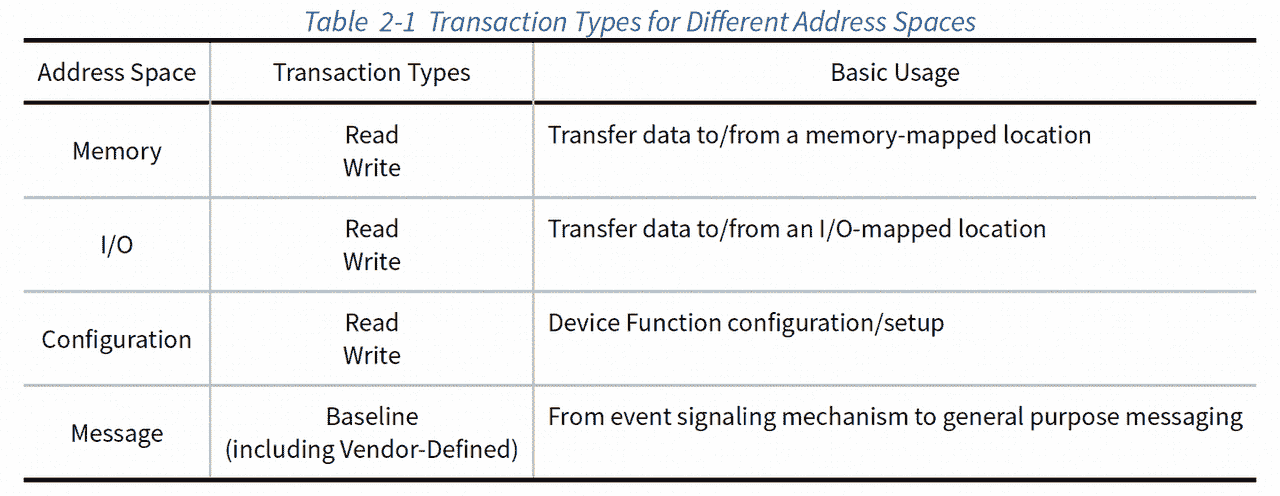 Table 2-1 Transaction Types for Different Address Spaces
Address Space Transaction Types Basic Usage
Memory
Read
Write
Transfer data to/from a memory-mapped location
I/O
Read
Write
Transfer data to/from an I/O-mapped location
Configuration
Read
Write
Device Function configuration/setup
Message
Baseline
(including Vendor-Defined)
From event signaling mechanism to general purpose messaging